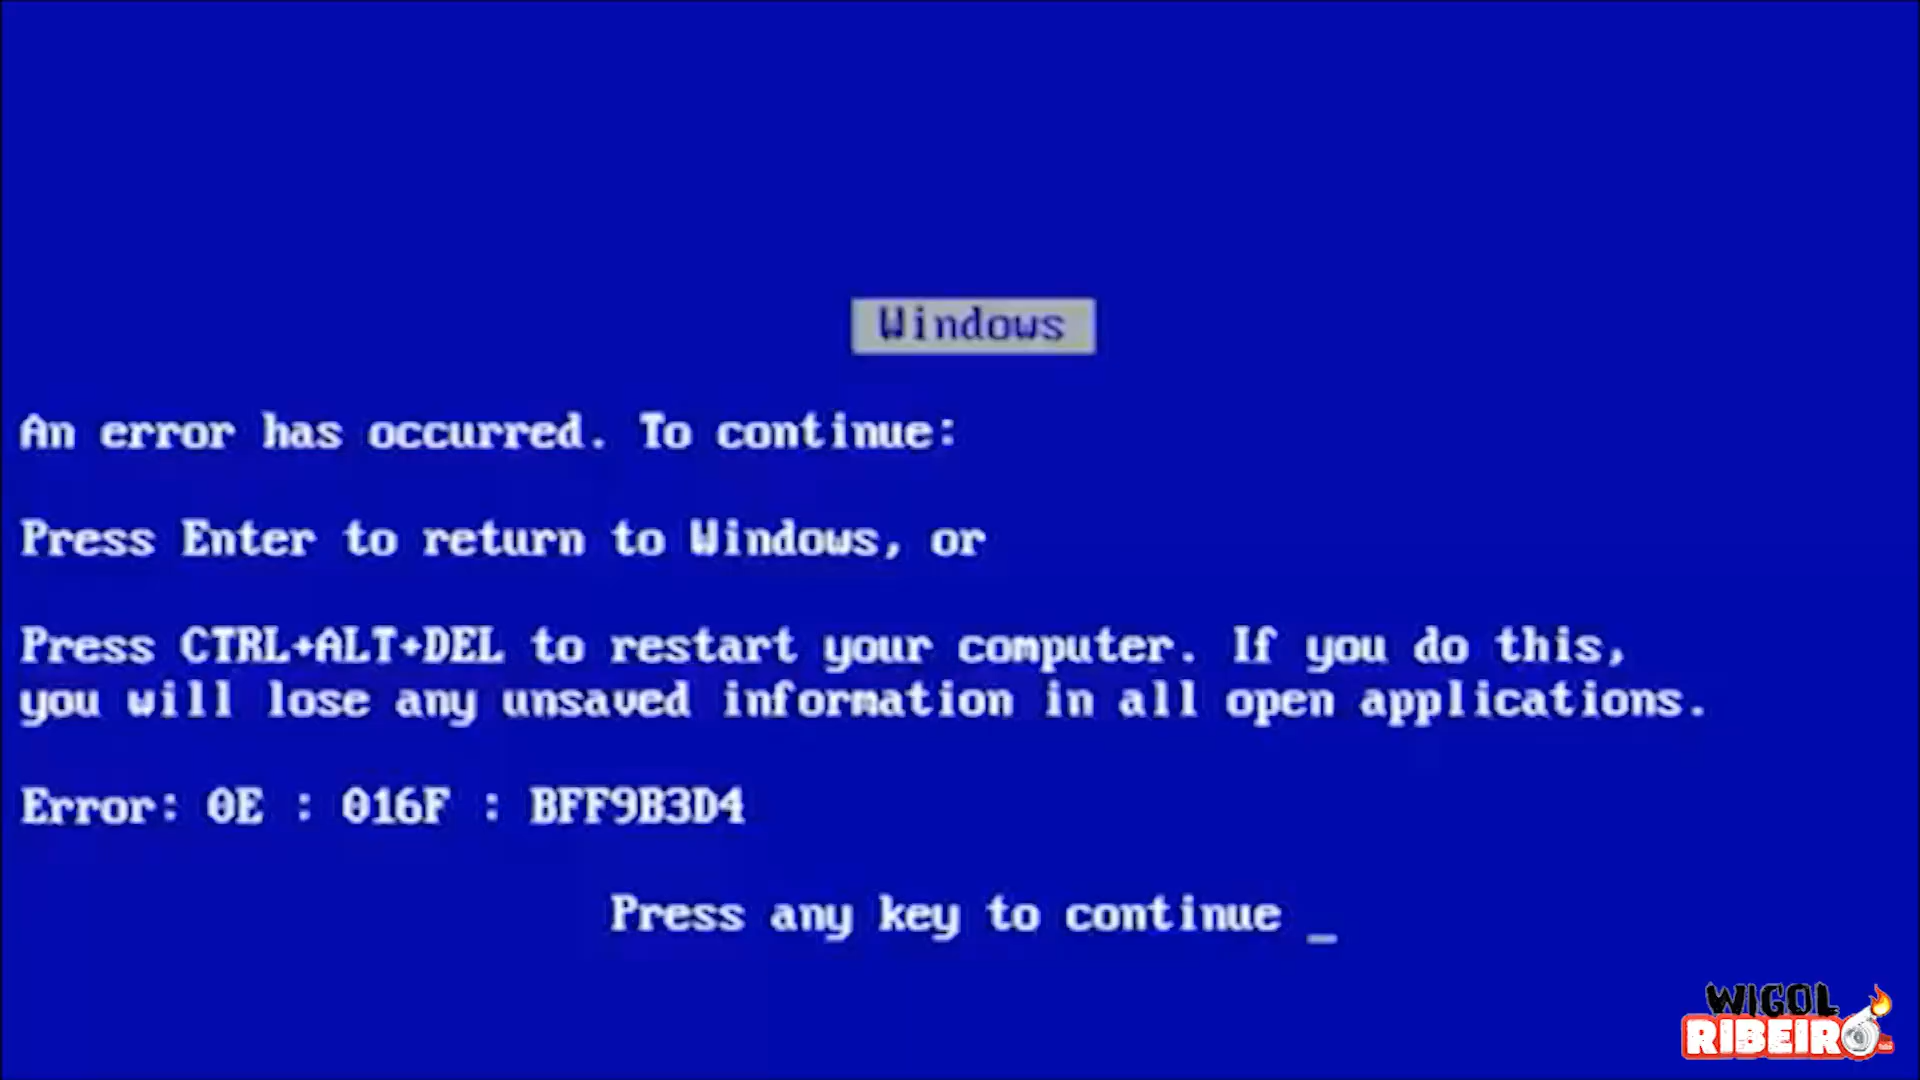 Windows
An error has occurred. To continue:
Press Enter to return to Windows, or
Press CTRL+ALT+DEL to restart your computer. If you do this,
you will lose any unsaved information in all open applications.
Error: 0E : 016F : BFF9B3D4
Press any key to continue _
WIGOL
RIBEIRO